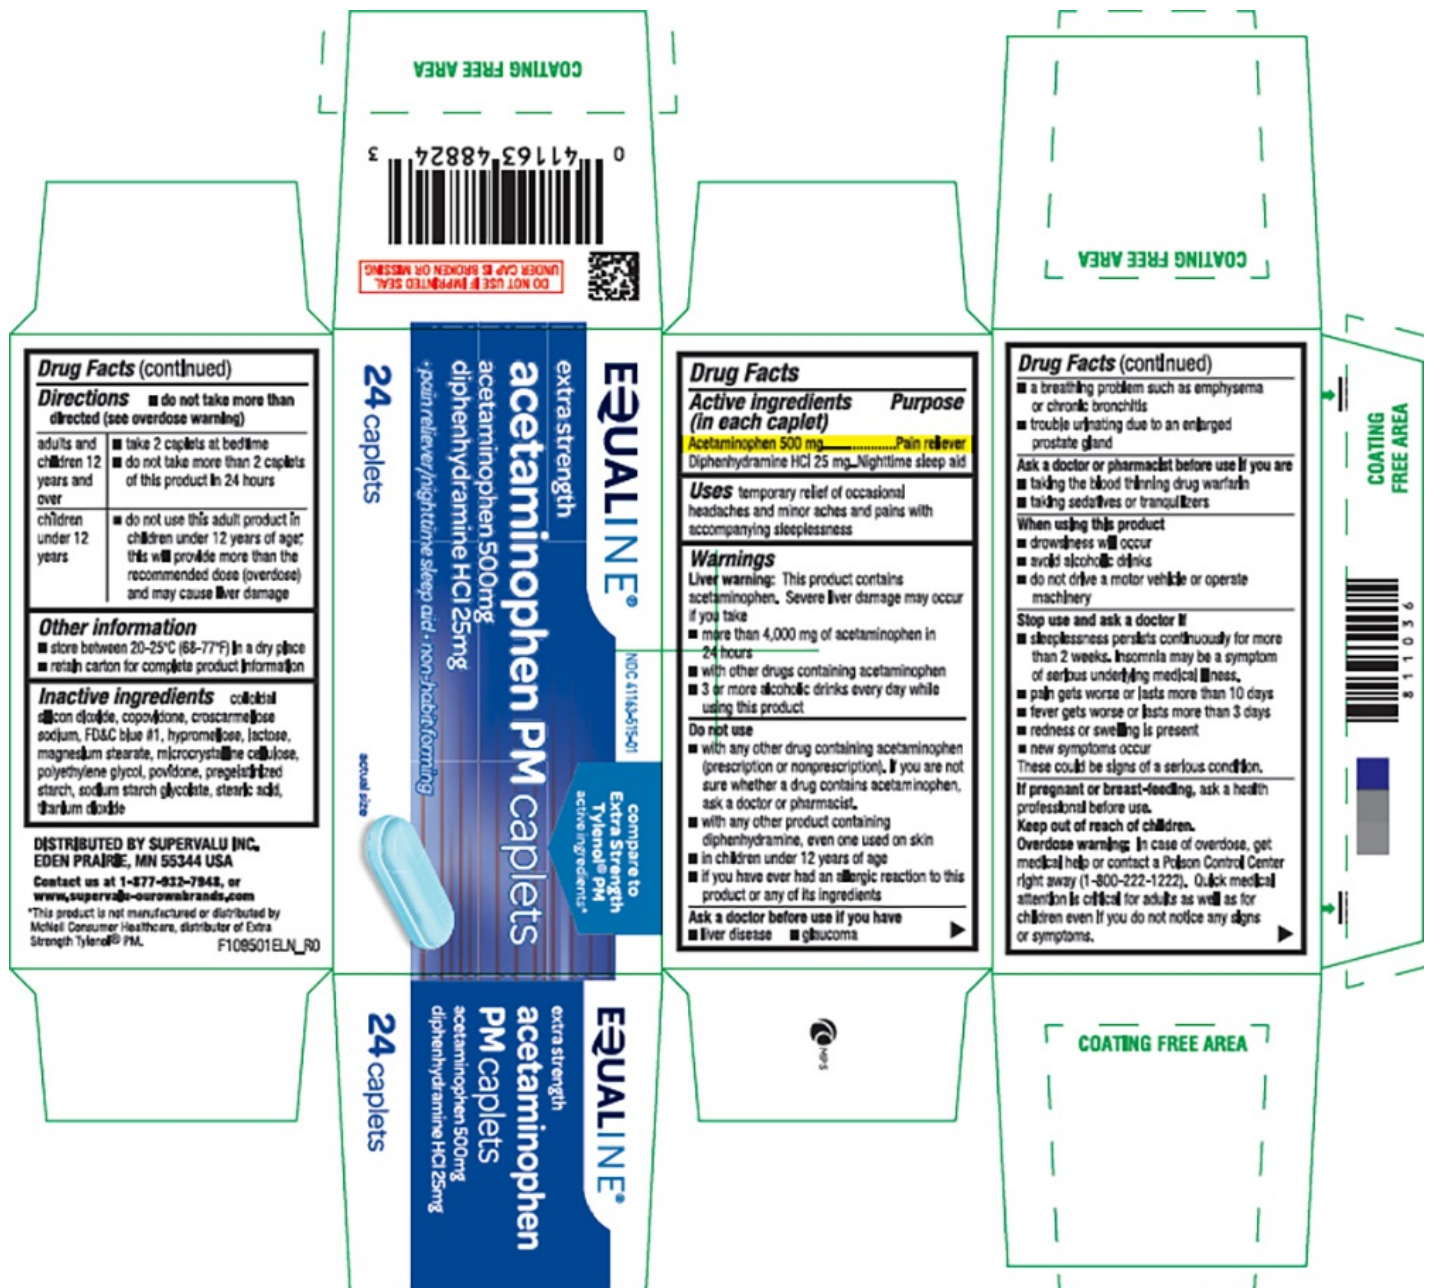 COATING FREE AREA
0 41163 48824 3
DO NOT USE IF IMPRINTED SEAL
UNDER CAP IS BROKEN OR MISSING
COATING FREE AREA
Drug Facts (continued)
Directions ■ do not take more than
directed (see overdose warning)
adults and
children 12
years and
over
■ take 2 caplets at bedtime
■ do not take more than 2 caplets
of this product in 24 hours
children
under 12
years
■ do not use this adult product in
children under 12 years of age;
this will provide more than the
recommended dose (overdose)
and may cause liver damage
Other information
■ store between 20-25°C (68-77°F) in a dry place
■ retain carton for complete product information
Inactive ingredients colloidal
silicon dioxide, copovidone, croscarmellose
sodium, FD&C blue #1, hypromellose, lactose,
magnesium stearate, microcrystalline cellulose,
polyethylene glycol, povidone, pregelatinized
starch, sodium starch glycolate, stearic acid,
titanium dioxide
DISTRIBUTED BY SUPERVALU INC.
EDEN PRAIRIE, MN 55344 USA
Contact us at 1-877-932-7948, or
www.supervalu-ourownbrands.com
*This product is not manufactured or distributed by
McNeil Consumer Healthcare, distributor of Extra
Strength Tylenol® PM.
F109501ELN_R0
EQUALINE®
NDC 41163-515-01
extra strength
acetaminophen PM caplets
acetaminophen 500mg
diphenhydramine HCl 25mg
• pain reliever/nighttime sleep aid • non-habit forming
compare to
Extra Strength
Tylenol® PM
active ingredients*
actual size
24 caplets
EQUALINE®
extra strength
acetaminophen
PM caplets
acetaminophen 500mg
diphenhydramine HCl 25mg
24 caplets
Drug Facts
Active ingredients Purpose
(in each caplet)
Acetaminophen 500 mg................Pain reliever
Diphenhydramine HCl 25 mg...Nighttime sleep aid
Uses temporary relief of occasional
headaches and minor aches and pains with
accompanying sleeplessness
Warnings
Liver warning: This product contains
acetaminophen. Severe liver damage may occur
if you take
■ more than 4,000 mg of acetaminophen in
24 hours
■ with other drugs containing acetaminophen
■ 3 or more alcoholic drinks every day while
using this product
Do not use
■ with any other drug containing acetaminophen
(prescription or nonprescription). If you are not
sure whether a drug contains acetaminophen,
ask a doctor or pharmacist.
■ with any other product containing
diphenhydramine, even one used on skin
■ in children under 12 years of age
■ if you have ever had an allergic reaction to this
product or any of its ingredients
Ask a doctor before use if you have
■ liver disease ■ glaucoma
MPS
Drug Facts (continued)
■ a breathing problem such as emphysema
or chronic bronchitis
■ trouble urinating due to an enlarged
prostate gland
Ask a doctor or pharmacist before use if you are
■ taking the blood thinning drug warfarin
■ taking sedatives or tranquilizers
When using this product
■ drowsiness will occur
■ avoid alcoholic drinks
■ do not drive a motor vehicle or operate
machinery
Stop use and ask a doctor if
■ sleeplessness persists continuously for more
than 2 weeks. Insomnia may be a symptom
of serious underlying medical illness.
■ pain gets worse or lasts more than 10 days
■ fever gets worse or lasts more than 3 days
■ redness or swelling is present
■ new symptoms occur
These could be signs of a serious condition.
If pregnant or breast-feeding, ask a health
professional before use.
Keep out of reach of children.
Overdose warning: In case of overdose, get
medical help or contact a Poison Control Center
right away (1-800-222-1222). Quick medical
attention is critical for adults as well as for
children even if you do not notice any signs
or symptoms.
COATING FREE AREA
COATING
FREE AREA
811036